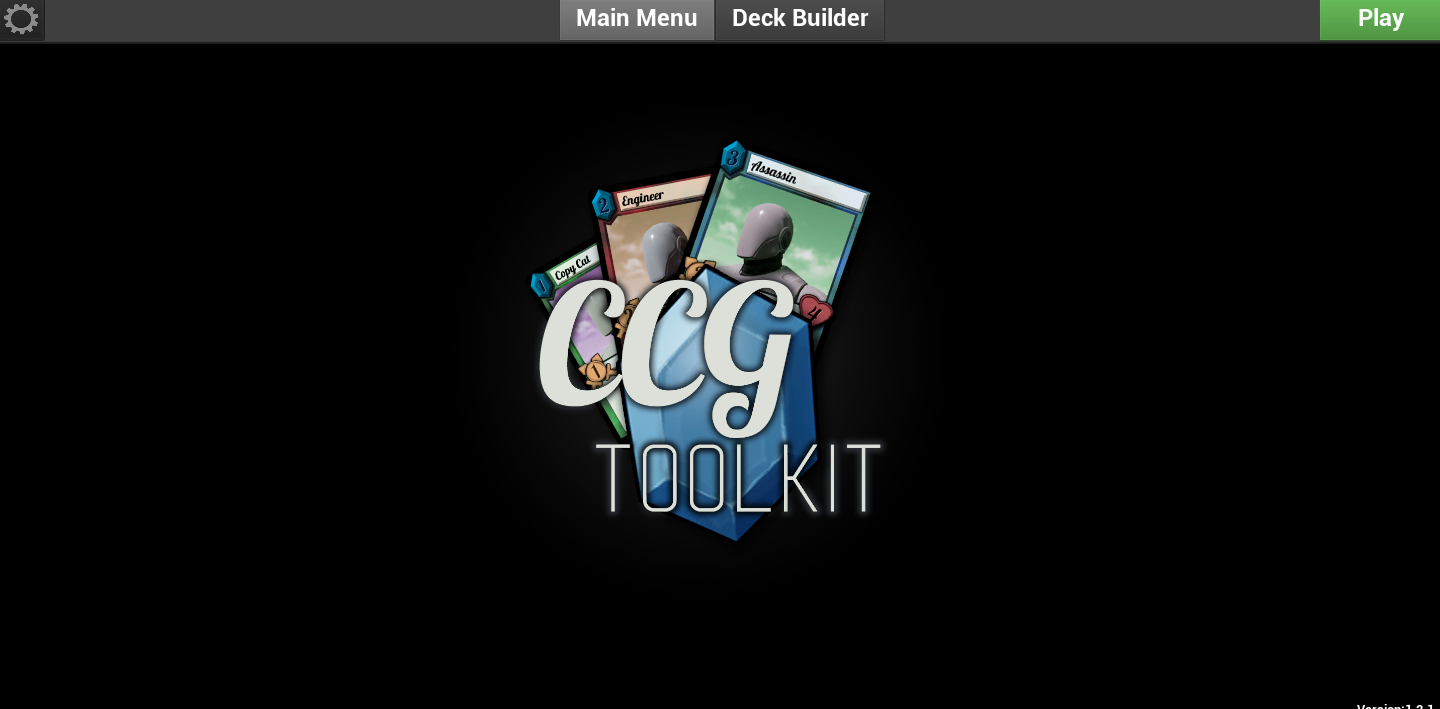 Main Menu Deck Builder Play
3 Assassin
2 Engineer
1 Copy Cat
4
1
CCG
TOOLKIT